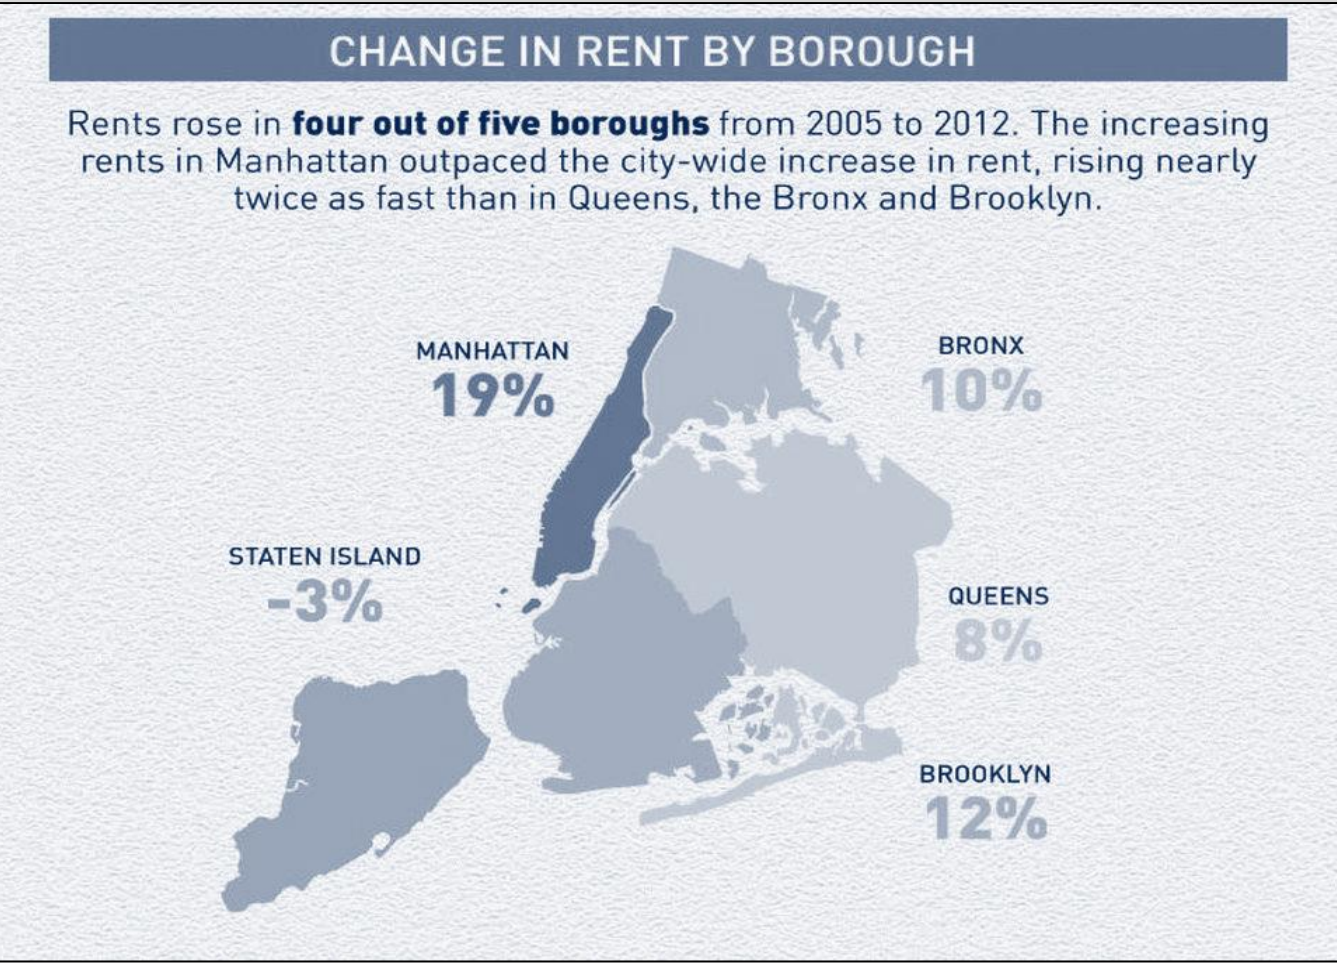 CHANGE IN RENT BY BOROUGH
Rents rose in four out of five boroughs from 2005 to 2012. The increasing
rents in Manhattan outpaced the city-wide increase in rent, rising nearly
twice as fast than in Queens, the Bronx and Brooklyn.
MANHATTAN
19%
BRONX
10%
STATEN ISLAND
-3%
QUEENS
8%
BROOKLYN
12%